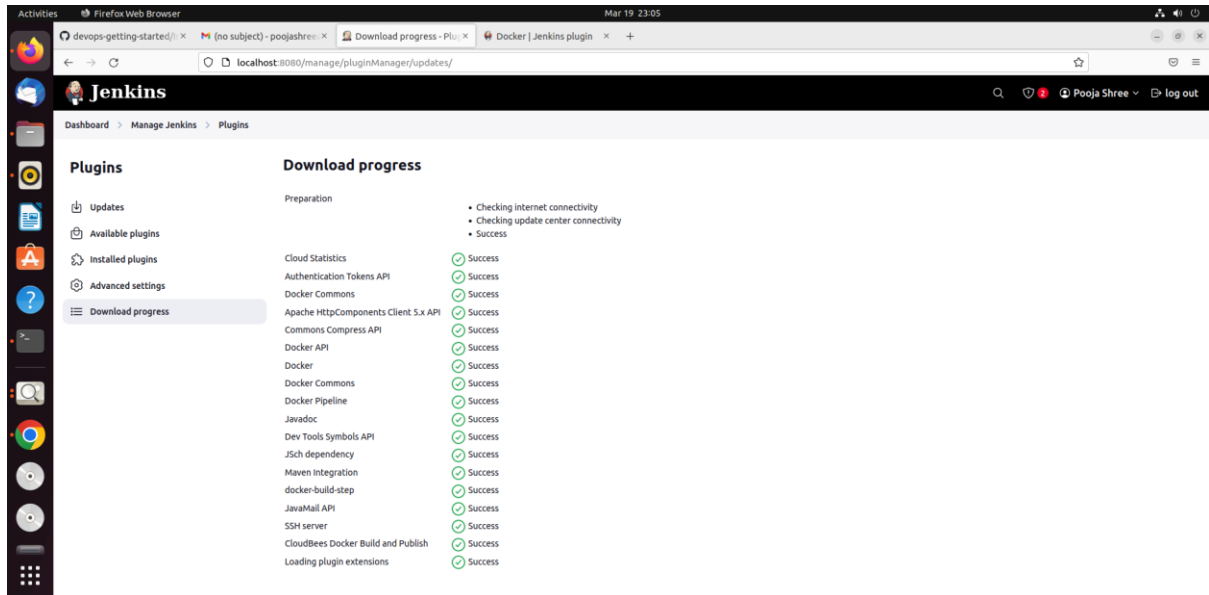 Activities Firefox Web Browser Mar 19 23:05
devops-getting-started/ M (no subject) - poojashree Download progress - Plu Docker | Jenkins plugin
localhost:8080/manage/pluginManager/updates/
Jenkins 2 Pooja Shree log out
Dashboard > Manage Jenkins > Plugins
Plugins
Updates
Available plugins
Installed plugins
Advanced settings
Download progress
Download progress
Preparation
• Checking internet connectivity
• Checking update center connectivity
• Success
Cloud Statistics Success
Authentication Tokens API Success
Docker Commons Success
Apache HttpComponents Client 5.x API Success
Commons Compress API Success
Docker API Success
Docker Success
Docker Commons Success
Docker Pipeline Success
Javadoc Success
Dev Tools Symbols API Success
JSch dependency Success
Maven Integration Success
docker-build-step Success
JavaMail API Success
SSH server Success
CloudBees Docker Build and Publish Success
Loading plugin extensions Success